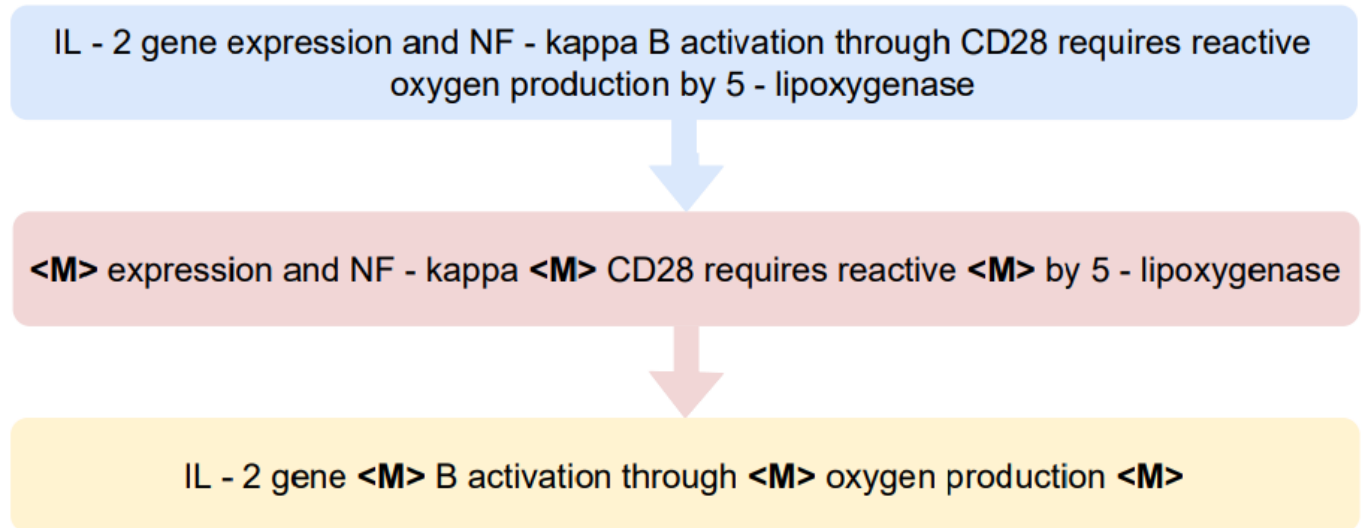 IL - 2 gene expression and NF - kappa B activation through CD28 requires reactive
oxygen production by 5 - lipoxygenase
<M> expression and NF - kappa <M> CD28 requires reactive <M> by 5 - lipoxygenase
IL - 2 gene <M> B activation through <M> oxygen production <M>